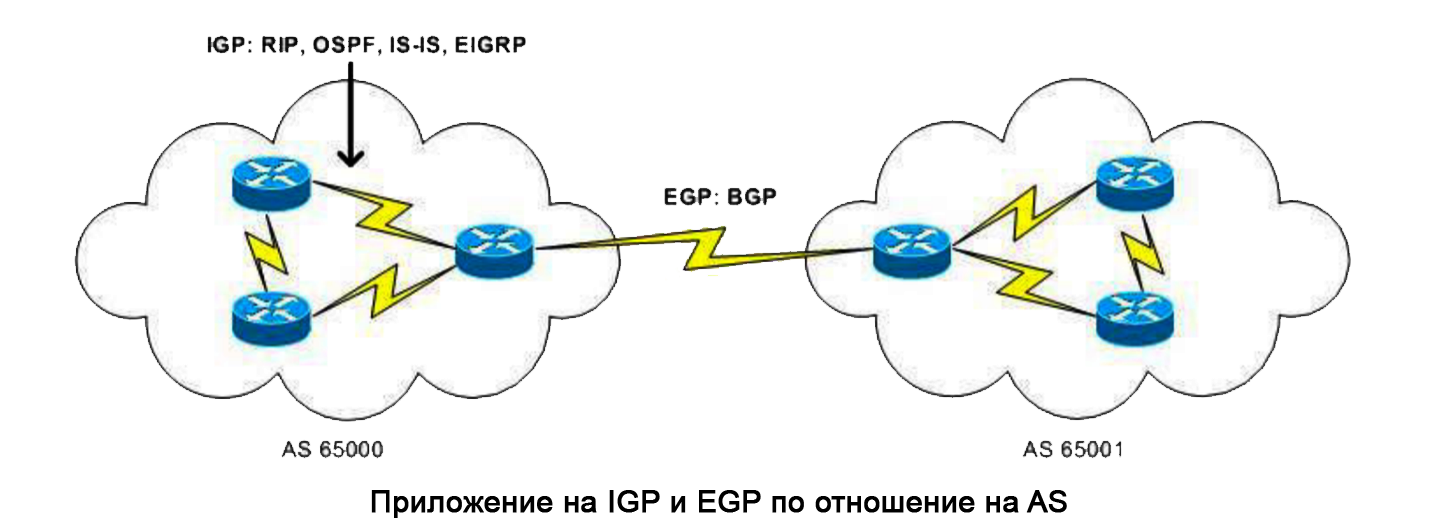 IGP: RIP, OSPF, IS-IS, EIGRP
EGP: BGP
AS 65000
AS 65001
Приложение на IGP и EGP по отношение на AS